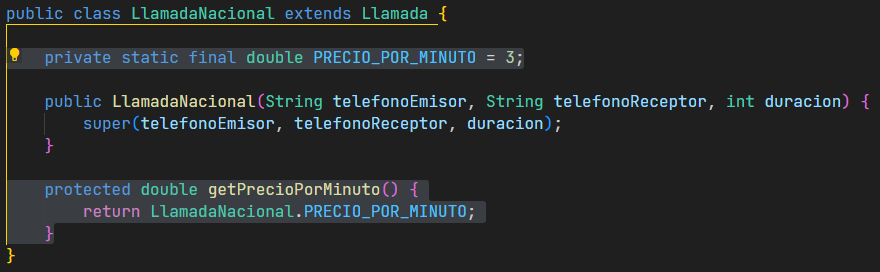 public class LlamadaNacional extends Llamada {
    private static final double PRECIO_POR_MINUTO = 3;
    public LlamadaNacional(String telefonoEmisor, String telefonoReceptor, int duracion) {
        super(telefonoEmisor, telefonoReceptor, duracion);
    }
    protected double getPrecioPorMinuto() {
        return LlamadaNacional.PRECIO_POR_MINUTO;
    }
}